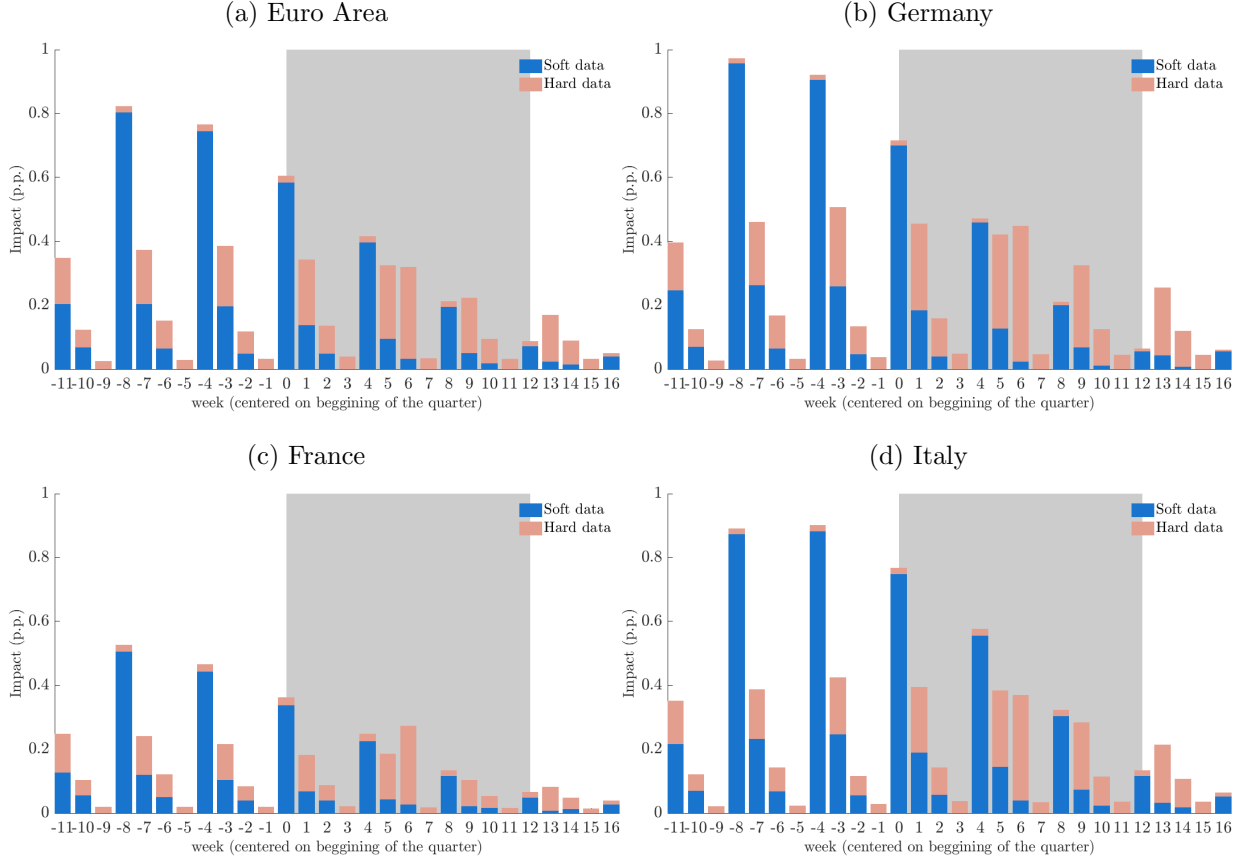 (a) Euro Area
1
0.8
0.6
0.4
0.2
0
Impact (p.p.)
Soft data
Hard data
-11 -10 -9 -8 -7 -6 -5 -4 -3 -2 -1 0 1 2 3 4 5 6 7 8 9 10 11 12 13 14 15 16
week (centered on beggining of the quarter)
(b) Germany
1
0.8
0.6
0.4
0.2
0
Impact (p.p.)
Soft data
Hard data
-11 -10 -9 -8 -7 -6 -5 -4 -3 -2 -1 0 1 2 3 4 5 6 7 8 9 10 11 12 13 14 15 16
week (centered on beggining of the quarter)
(c) France
1
0.8
0.6
0.4
0.2
0
Impact (p.p.)
Soft data
Hard data
-11 -10 -9 -8 -7 -6 -5 -4 -3 -2 -1 0 1 2 3 4 5 6 7 8 9 10 11 12 13 14 15 16
week (centered on beggining of the quarter)
(d) Italy
1
0.8
0.6
0.4
0.2
0
Impact (p.p.)
Soft data
Hard data
-11 -10 -9 -8 -7 -6 -5 -4 -3 -2 -1 0 1 2 3 4 5 6 7 8 9 10 11 12 13 14 15 16
week (centered on beggining of the quarter)